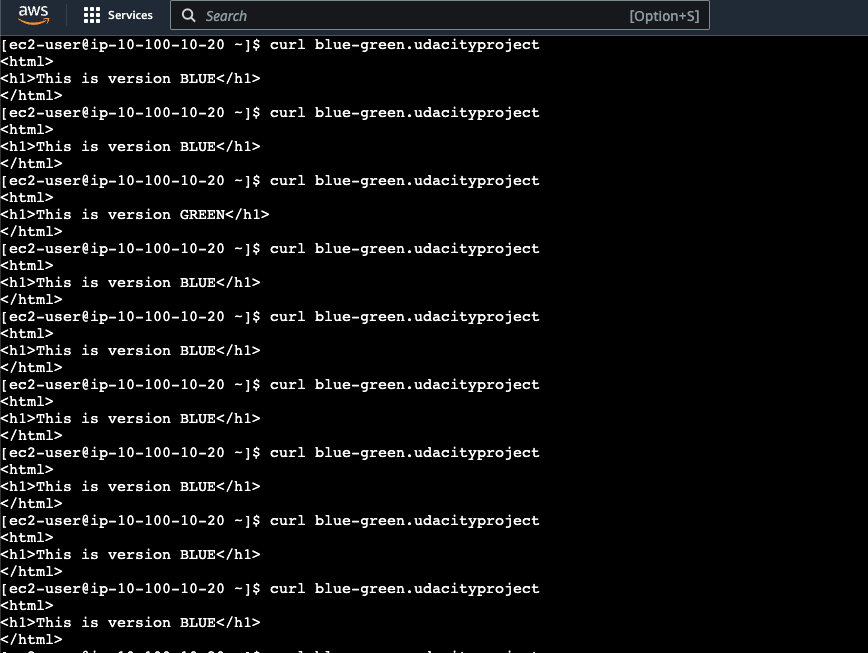 aws
Services
Search
[Option+S]
[ec2-user@ip-10-100-10-20 ~]$ curl blue-green.udacityproject
<html>
<h1>This is version BLUE</h1>
</html>
[ec2-user@ip-10-100-10-20 ~]$ curl blue-green.udacityproject
<html>
<h1>This is version BLUE</h1>
</html>
[ec2-user@ip-10-100-10-20 ~]$ curl blue-green.udacityproject
<html>
<h1>This is version GREEN</h1>
</html>
[ec2-user@ip-10-100-10-20 ~]$ curl blue-green.udacityproject
<html>
<h1>This is version BLUE</h1>
</html>
[ec2-user@ip-10-100-10-20 ~]$ curl blue-green.udacityproject
<html>
<h1>This is version BLUE</h1>
</html>
[ec2-user@ip-10-100-10-20 ~]$ curl blue-green.udacityproject
<html>
<h1>This is version BLUE</h1>
</html>
[ec2-user@ip-10-100-10-20 ~]$ curl blue-green.udacityproject
<html>
<h1>This is version BLUE</h1>
</html>
[ec2-user@ip-10-100-10-20 ~]$ curl blue-green.udacityproject
<html>
<h1>This is version BLUE</h1>
</html>
[ec2-user@ip-10-100-10-20 ~]$ curl blue-green.udacityproject
<html>
<h1>This is version BLUE</h1>
</html>